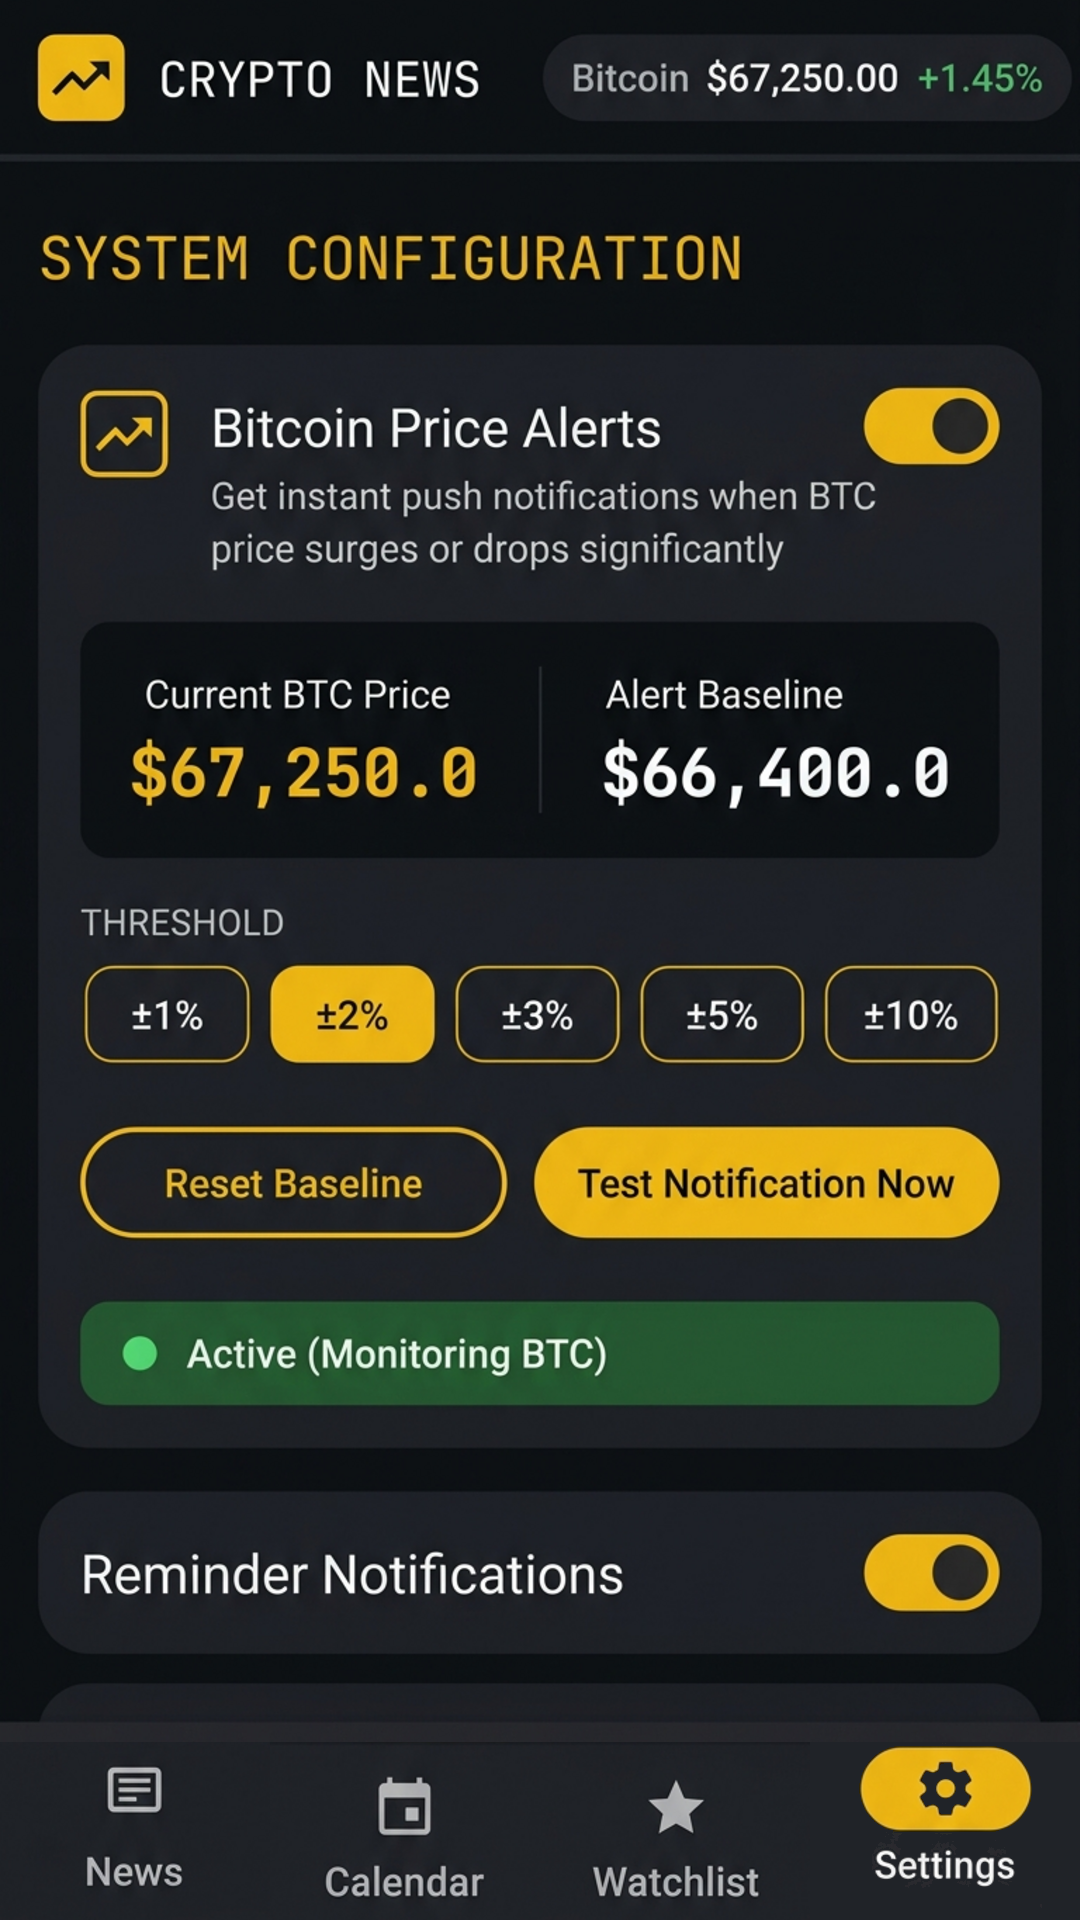 CRYPTO NEWS
Bitcoin $67,250.00 +1.45%
SYSTEM CONFIGURATION
Bitcoin Price Alerts
Get instant push notifications when BTC
price surges or drops significantly
Current BTC Price
$67,250.0
Alert Baseline
$66,400.0
THRESHOLD
±1% ±2% ±3% ±5% ±10%
Reset Baseline
Test Notification Now
Active (Monitoring BTC)
Reminder Notifications
News
Calendar
Watchlist
Settings